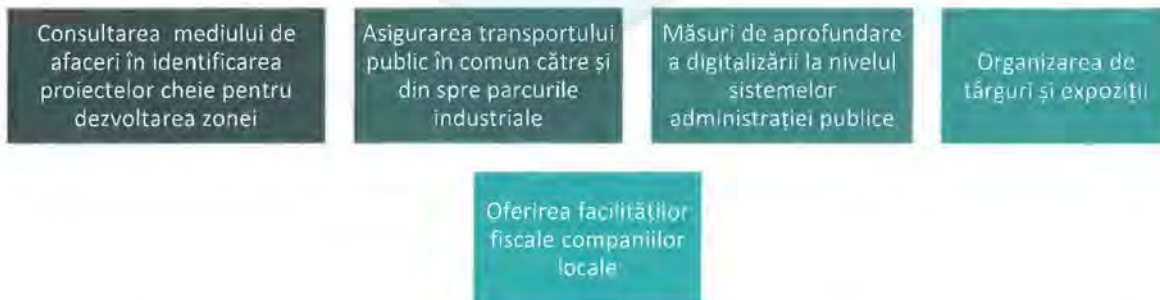 Consultarea mediului de
afaceri în identificarea
proiectelor cheie pentru
dezvoltarea zonei
Asigurarea transportului
public în comun către și
din spre parcurile
industriale
Măsuri de aprofundare
a digitalizării la nivelul
sistemelor
administrației publice
Organizarea de
târguri și expoziții
Oferirea facilităților
fiscale companiilor
locale